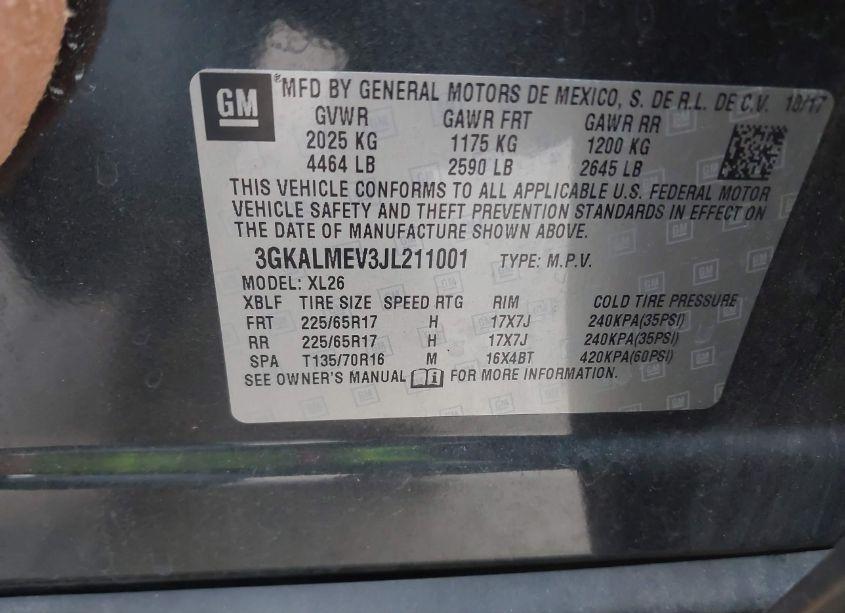 GM
MFD BY GENERAL MOTORS DE MEXICO, S. DE R.L. DE C.V. 10/17
GVWR GAWR FRT GAWR RR
2025 KG 1175 KG 1200 KG
4464 LB 2590 LB 2645 LB
THIS VEHICLE CONFORMS TO ALL APPLICABLE U.S. FEDERAL MOTOR
VEHICLE SAFETY AND THEFT PREVENTION STANDARDS IN EFFECT ON
THE DATE OF MANUFACTURE SHOWN ABOVE.
3GKALMEV3JL211001 TYPE: M.P.V.
MODEL: XL26
XBLF TIRE SIZE SPEED RTG RIM COLD TIRE PRESSURE
FRT 225/65R17 H 17X7J 240KPA(35PSI)
RR 225/65R17 H 17X7J 240KPA(35PSI)
SPA T135/70R16 M 16X4BT 420KPA(60PSI)
SEE OWNER'S MANUAL FOR MORE INFORMATION.